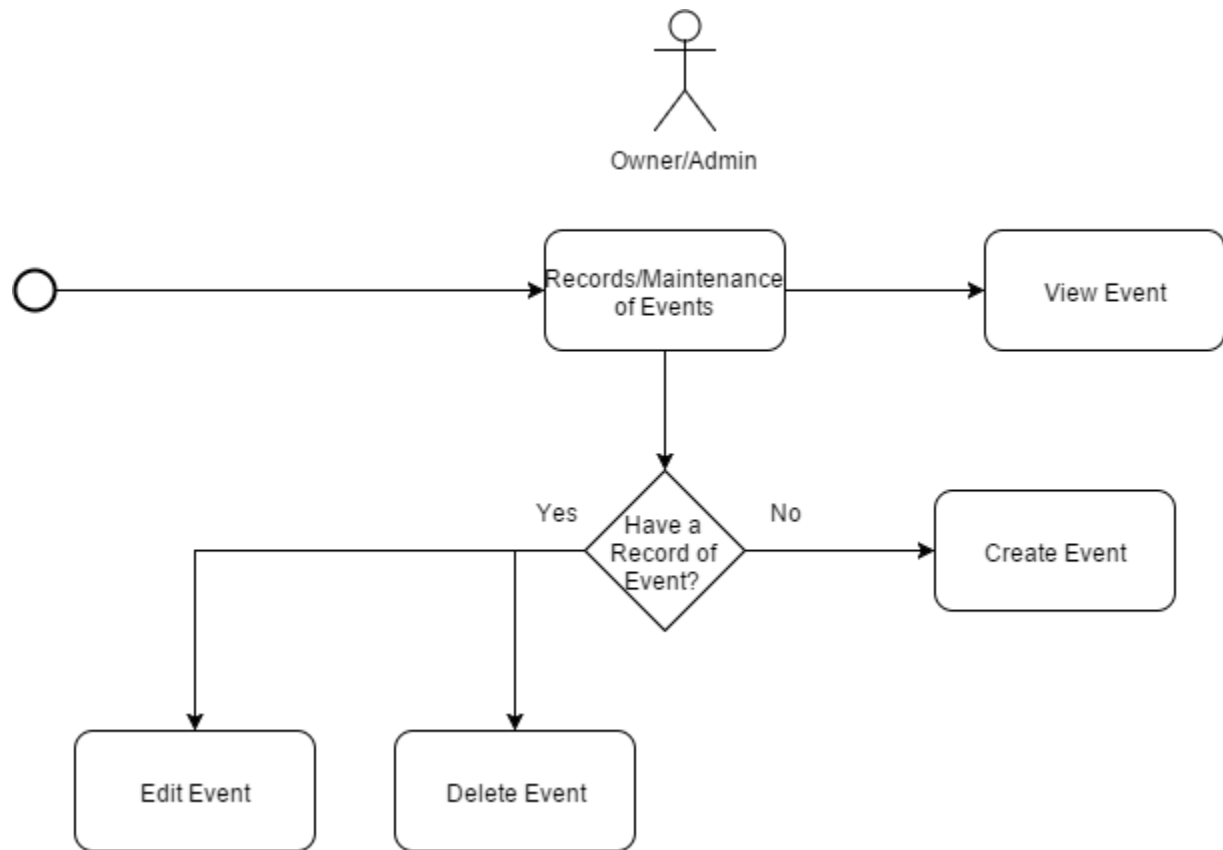 Owner/Admin
Records/Maintenance
of Events
View Event
Yes
Have a
Record of
Event?
No
Create Event
Edit Event
Delete Event